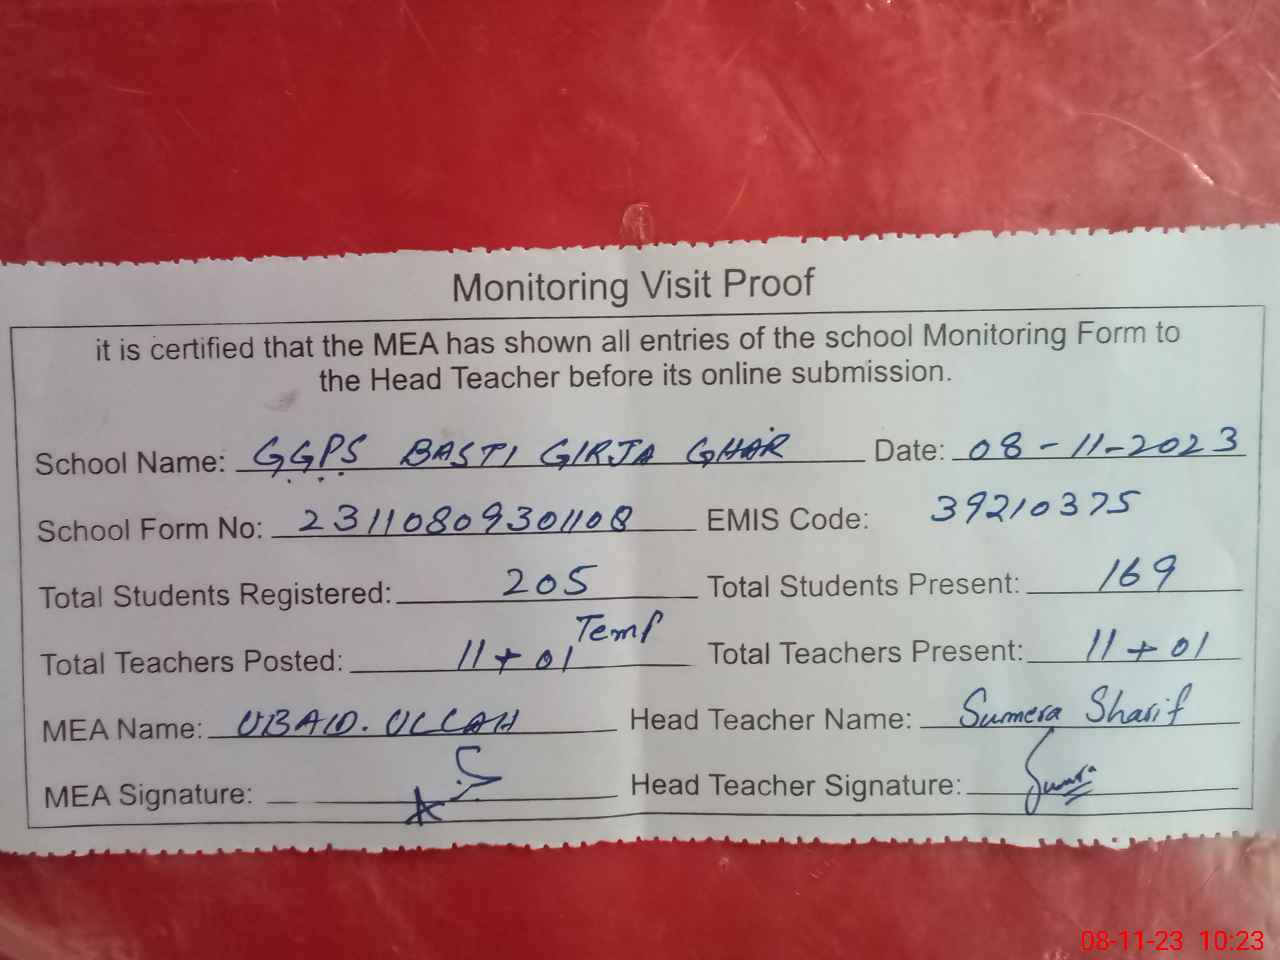 Monitoring Visit Proof
it is certified that the MEA has shown all entries of the school Monitoring Form to
the Head Teacher before its online submission.
School Name: GGPS BASTI GIRJA GHAR Date: 08-11-2023
School Form No: 23110809301108 EMIS Code: 39210375
Total Students Registered: 205 Total Students Present: 169
Temp
Total Teachers Posted: 11+01 Total Teachers Present: 11+01
MEA Name: UBAID.ULLAH Head Teacher Name: Sumera Sharif
MEA Signature: Head Teacher Signature:
08-11-23 10:23